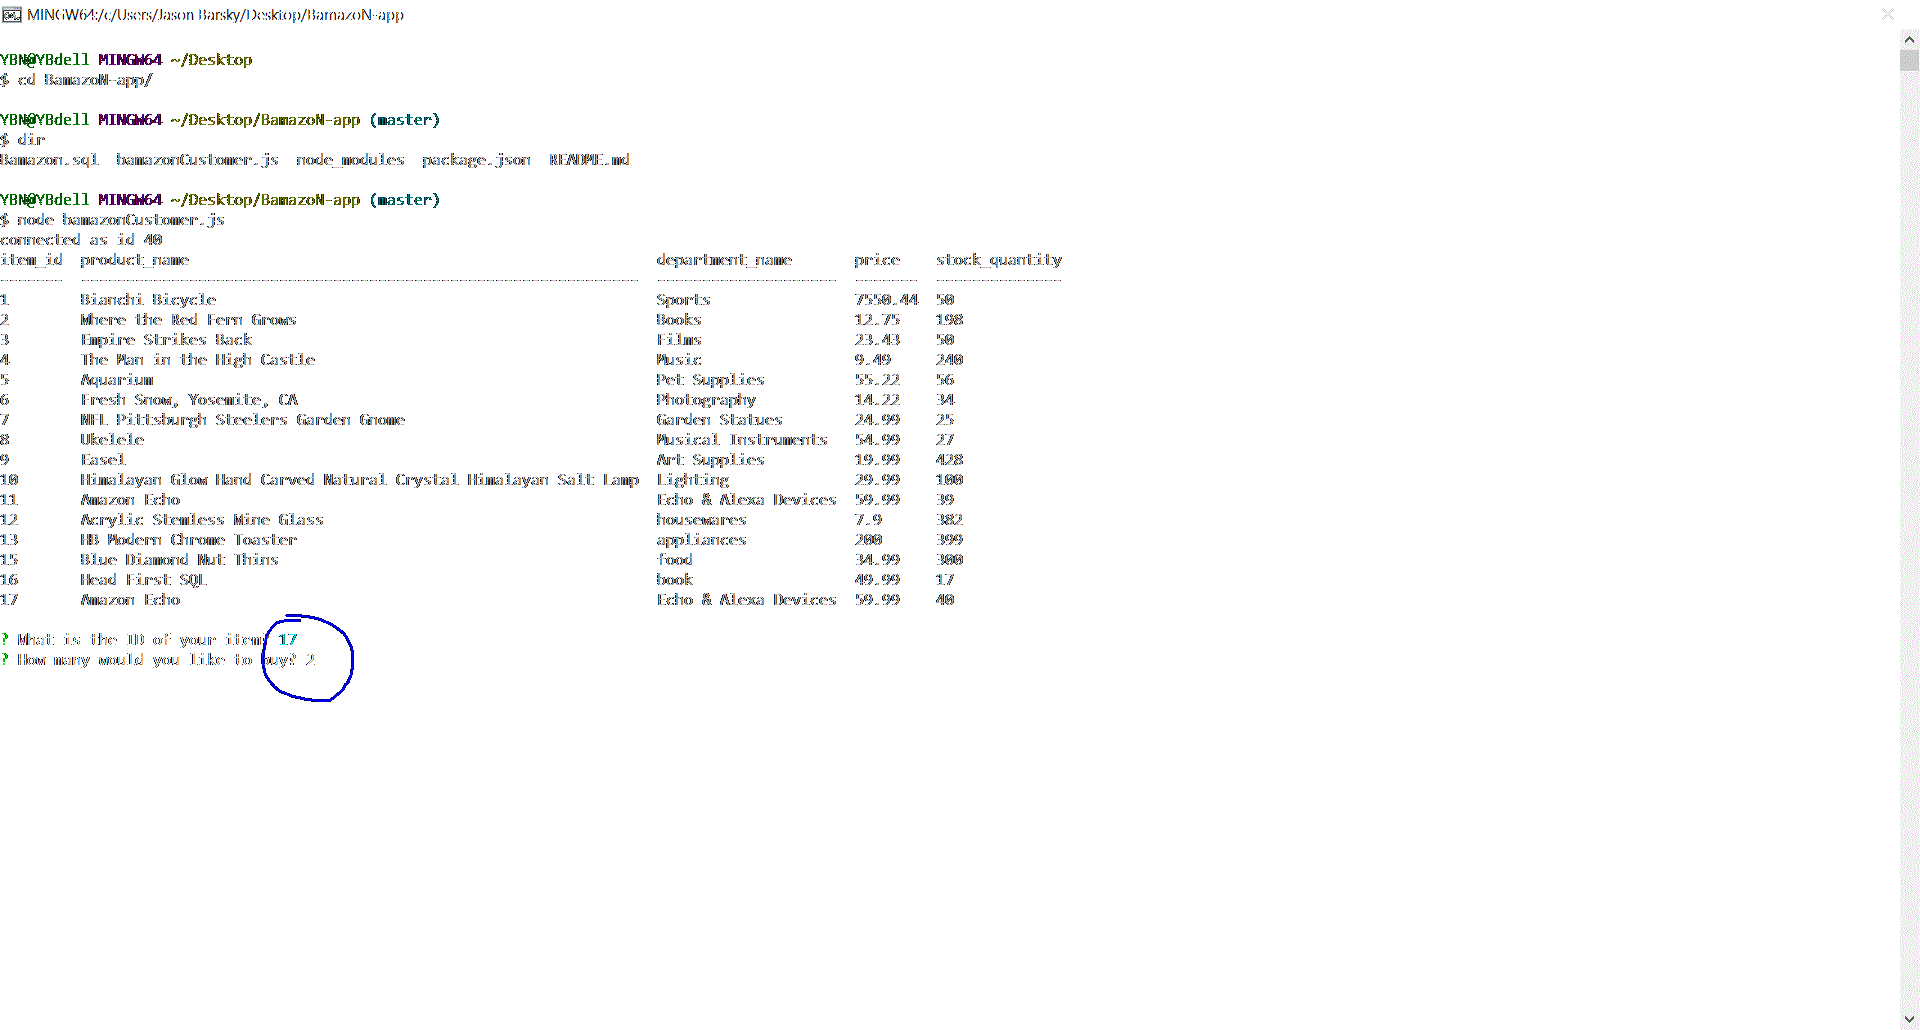 MINGW64:/c/Users/Jason Barsky/Desktop/BamazoN-app
YBN@YBdell MINGW64 ~/Desktop
$ cd BamazoN-app/
YBN@YBdell MINGW64 ~/Desktop/BamazoN-app (master)
$ dir
Bamazon.sql  bamazonCustomer.js  node_modules  package.json  README.md
YBN@YBdell MINGW64 ~/Desktop/BamazoN-app (master)
$ node bamazonCustomer.js
connected as id 40
item_id  product_name  department_name  price  stock_quantity
1  Bianchi Bicycle  Sports  7550.44  50
2  Where the Red Fern Grows  Books  12.75  198
3  Empire Strikes Back  Films  23.43  50
4  The Man in the High Castle  Music  9.49  240
5  Aquarium  Pet Supplies  55.22  56
6  Fresh Snow, Yosemite, CA  Photography  14.22  34
7  NFL Pittsburgh Steelers Garden Gnome  Garden Statues  24.99  25
8  Ukelele  Musical Instruments  54.99  27
9  Easel  Art Supplies  19.99  428
10  Himalayan Glow Hand Carved Natural Crystal Himalayan Salt Lamp  Lighting  29.99  100
11  Amazon Echo  Echo & Alexa Devices  59.99  39
12  Acrylic Stemless Wine Glass  housewares  7.9  382
13  HB Modern Chrome Toaster  appliances  200  399
15  Blue Diamond Nut Thins  food  34.99  300
16  Head First SQL  book  49.99  17
17  Amazon Echo  Echo & Alexa Devices  59.99  40
? What is the ID of your item 17
? How many would you like to buy? 2